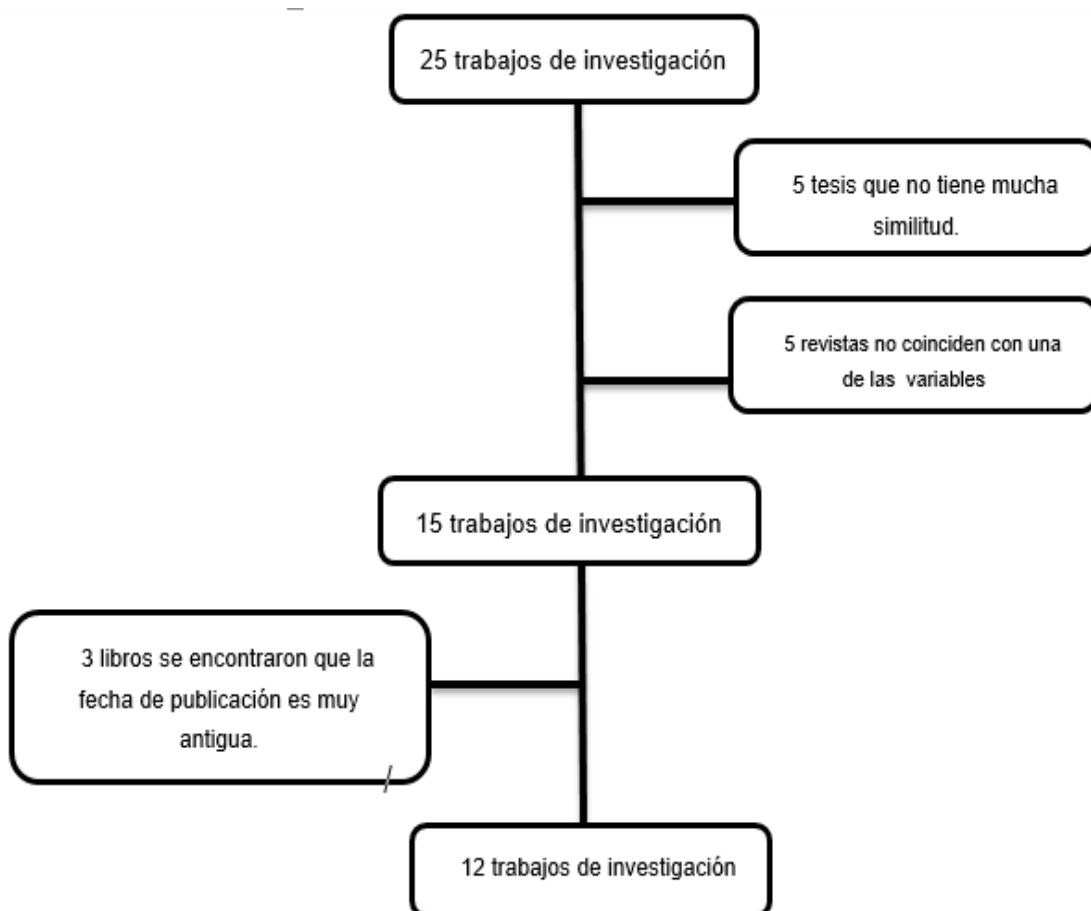 25 trabajos de investigación
5 tesis que no tiene mucha
similitud.
5 revistas no coinciden con una
de las variables
15 trabajos de investigación
3 libros se encontraron que la
fecha de publicación es muy
antigua.
12 trabajos de investigación